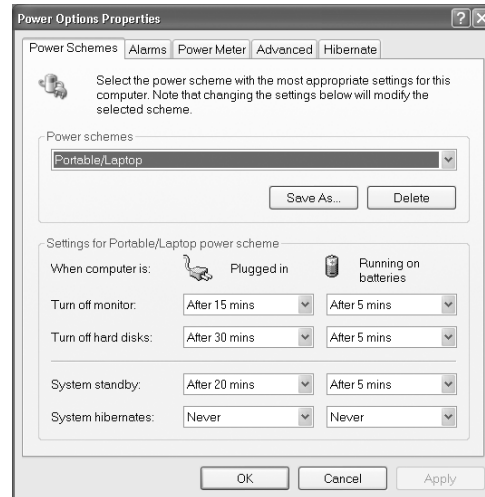 Power Options Properties
Power Schemes Alarms Power Meter Advanced Hibernate
Select the power scheme with the most appropriate settings for this
computer. Note that changing the settings below will modify the
selected scheme.
Power schemes
Portable/Laptop
Save As... Delete
Settings for Portable/Laptop power scheme
When computer is: Plugged in Running on
batteries
Turn off monitor: After 15 mins After 5 mins
Turn off hard disks: After 30 mins After 5 mins
System standby: After 20 mins After 5 mins
System hibernates: Never Never
OK Cancel Apply